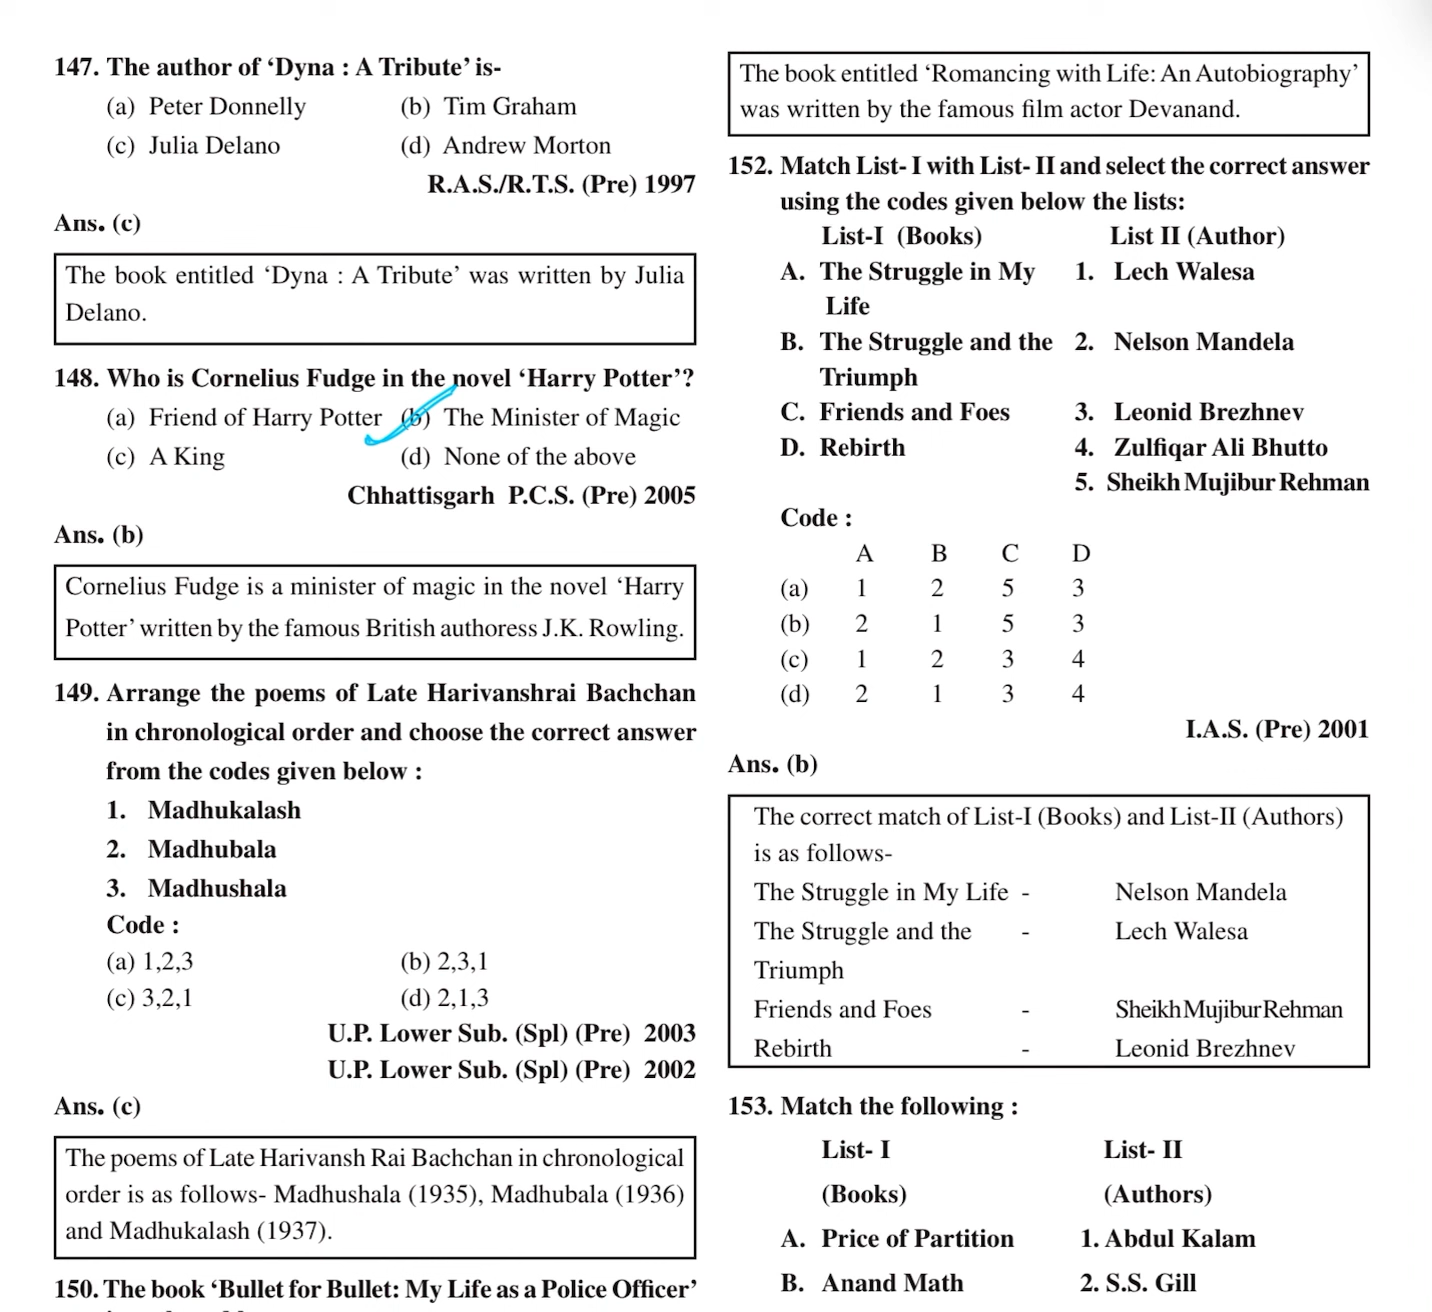 147. The author of ‘Dyna : A Tribute’ is-
(a) Peter Donnelly (b) Tim Graham
(c) Julia Delano (d) Andrew Morton
R.A.S./R.T.S. (Pre) 1997
Ans. (c)
The book entitled ‘Dyna : A Tribute’ was written by Julia
Delano.
148. Who is Cornelius Fudge in the novel ‘Harry Potter’?
(a) Friend of Harry Potter (b) The Minister of Magic
(c) A King (d) None of the above
Chhattisgarh P.C.S. (Pre) 2005
Ans. (b)
Cornelius Fudge is a minister of magic in the novel ‘Harry
Potter’ written by the famous British authoress J.K. Rowling.
149. Arrange the poems of Late Harivanshrai Bachchan
in chronological order and choose the correct answer
from the codes given below :
1. Madhukalash
2. Madhubala
3. Madhushala
Code :
(a) 1,2,3 (b) 2,3,1
(c) 3,2,1 (d) 2,1,3
U.P. Lower Sub. (Spl) (Pre) 2003
U.P. Lower Sub. (Spl) (Pre) 2002
Ans. (c)
The poems of Late Harivansh Rai Bachchan in chronological
order is as follows- Madhushala (1935), Madhubala (1936)
and Madhukalash (1937).
150. The book ‘Bullet for Bullet: My Life as a Police Officer’
The book entitled ‘Romancing with Life: An Autobiography’
was written by the famous film actor Devanand.
152. Match List- I with List- II and select the correct answer
using the codes given below the lists:
List-I (Books) List II (Author)
A. The Struggle in My 1. Lech Walesa
Life
B. The Struggle and the 2. Nelson Mandela
Triumph
C. Friends and Foes 3. Leonid Brezhnev
D. Rebirth 4. Zulfiqar Ali Bhutto
5. Sheikh Mujibur Rehman
Code :
A B C D
(a) 1 2 5 3
(b) 2 1 5 3
(c) 1 2 3 4
(d) 2 1 3 4
I.A.S. (Pre) 2001
Ans. (b)
The correct match of List-I (Books) and List-II (Authors)
is as follows-
The Struggle in My Life - Nelson Mandela
The Struggle and the - Lech Walesa
Triumph
Friends and Foes - Sheikh Mujibur Rehman
Rebirth - Leonid Brezhnev
153. Match the following :
List- I List- II
(Books) (Authors)
A. Price of Partition 1. Abdul Kalam
B. Anand Math 2. S.S. Gill